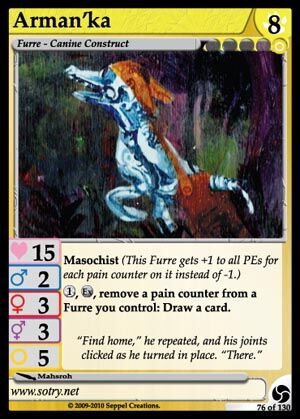 Arman'ka
8
Furre - Canine Construct
15
Masochist (This Furre gets +1 to all PEs for
each pain counter on it instead of -1.)
2
1, , remove a pain counter from a
Furre you control: Draw a card.
3
3
"Find home," he repeated, and his joints
clicked as he turned in place. "There."
5
Mahsroh
www.sotry.net
© 2009-2010 Seppel Creations.
76 of 130